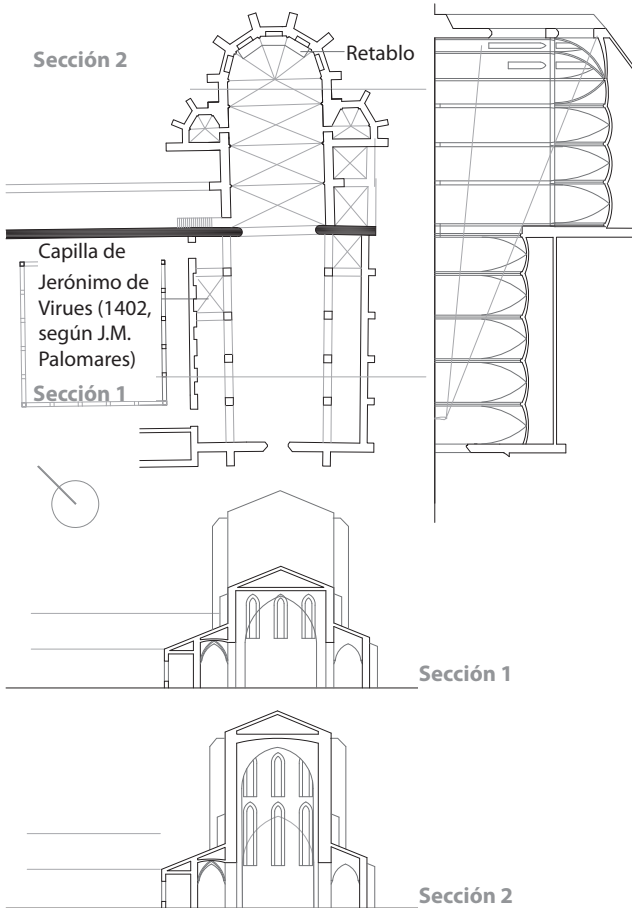 Sección 2
Retablo
Capilla de
Jerónimo de
Virues (1402,
según J.M.
Palomares)
Sección 1
Sección 1
Sección 2